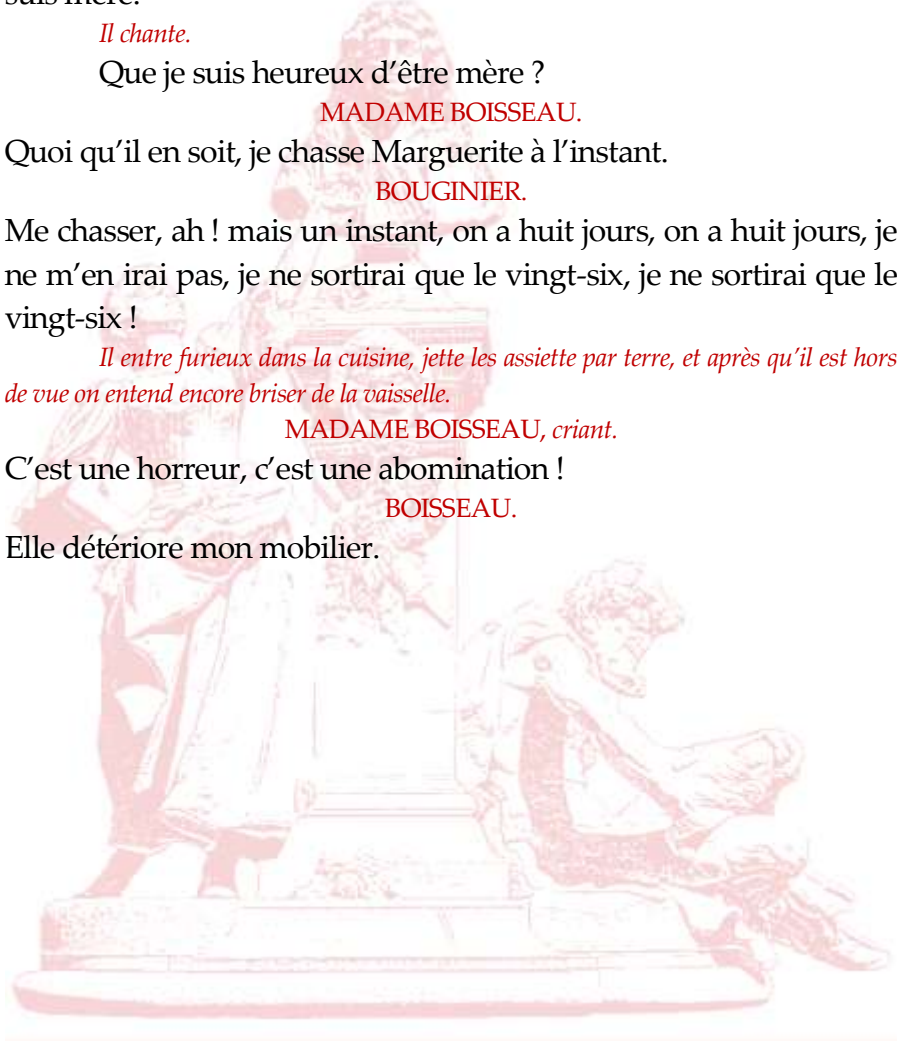 suis mère.
Il chante.
Que je suis heureux d’être mère ?
MADAME BOISSEAU.
Quoi qu’il en soit, je chasse Marguerite à l’instant.
BOUGINIER.
Me chasser, ah ! mais un instant, on a huit jours, on a huit jours, je
ne m’en irai pas, je ne sortirai que le vingt-six, je ne sortirai que le
vingt-six !
Il entre furieux dans la cuisine, jette les assiette par terre, et après qu’il est hors
de vue on entend encore briser de la vaisselle.
MADAME BOISSEAU, criant.
C’est une horreur, c’est une abomination !
BOISSEAU.
Elle détériore mon mobilier.